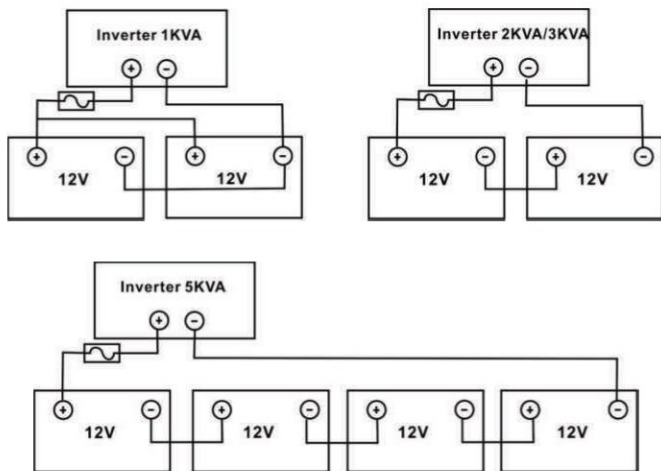 Inverter 1KVA
+ −
+ − + −
12V 12V
Inverter 2KVA/3KVA
+ −
+ − + −
12V 12V
Inverter 5KVA
+ −
+ − + − + − + −
12V 12V 12V 12V